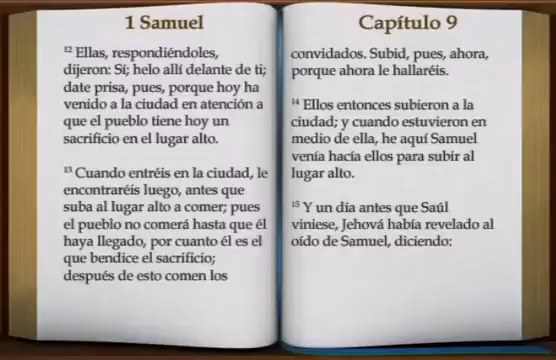 1 Samuel
¹² Ellas, respondiéndoles,
dijeron: Sí; helo allí delante de ti;
date prisa, pues, porque hoy ha
venido a la ciudad en atención a
que el pueblo tiene hoy un
sacrificio en el lugar alto.
¹³ Cuando entréis en la ciudad, le
encontraréis luego, antes que
suba al lugar alto a comer; pues
el pueblo no comerá hasta que él
haya llegado, por cuanto él es el
que bendice el sacrificio;
después de esto comen los
Capítulo 9
convidados. Subid, pues, ahora,
porque ahora le hallaréis.
¹⁴ Ellos entonces subieron a la
ciudad; y cuando estuvieron en
medio de ella, he aquí Samuel
venía hacía ellos para subir al
lugar alto.
¹⁵ Y un día antes que Saúl
viniese, Jehová había revelado al
oído de Samuel, diciendo: